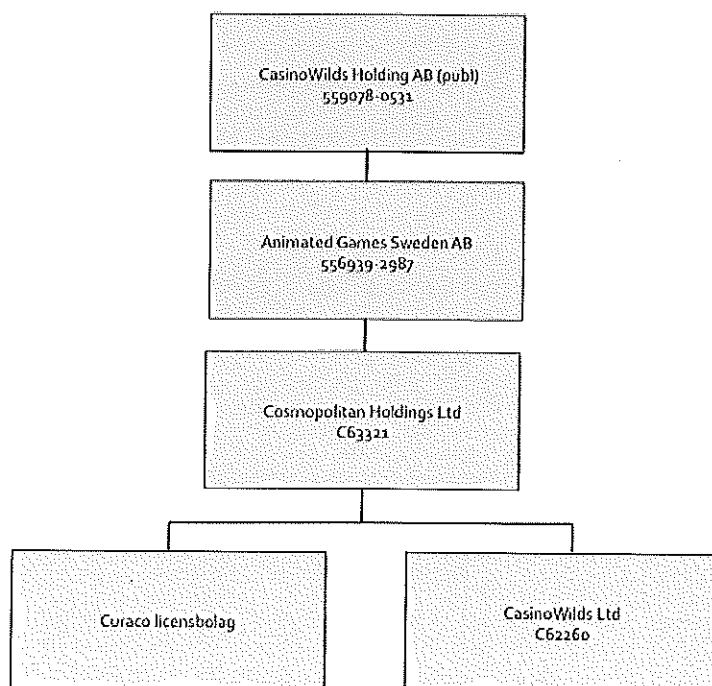 CasinoWilds Holding AB (publ)
559078-0531
Animated Games Sweden AB
556939-2987
Cosmopolitan Holdings Ltd
C63321
Curaco licensbolag
CasinoWilds Ltd
C62260